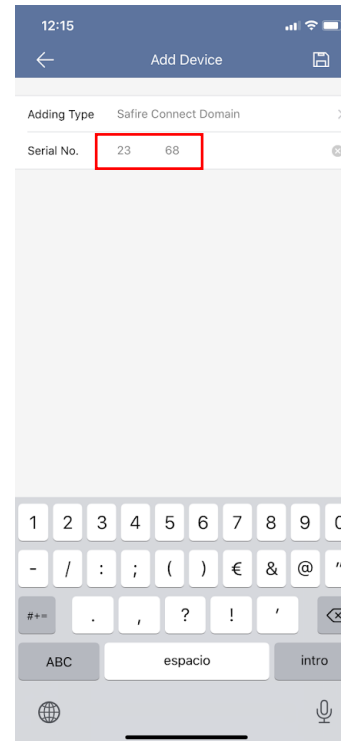 12:15
Add Device
Adding Type Safire Connect Domain
Serial No. 23 68
1 2 3 4 5 6 7 8 9 0
- / : ; ( ) € & @ "
#+= . , ? ! '
ABC espacio intro